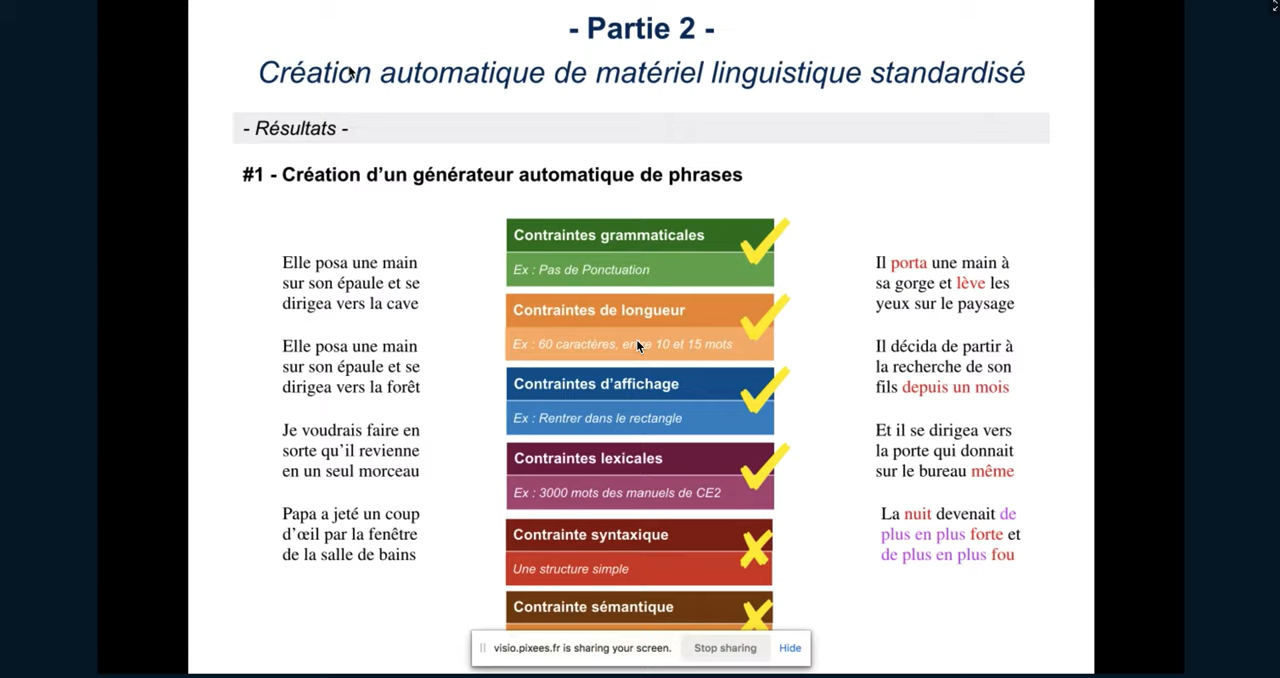 - Partie 2 -
Création automatique de matériel linguistique standardisé
- Résultats -
#1 - Création d'un générateur automatique de phrases
Elle posa une main
sur son épaule et se
dirigea vers la cave
Elle posa une main
sur son épaule et se
dirigea vers la forêt
Je voudrais faire en
sorte qu'il revienne
en un seul morceau
Papa a jeté un coup
d'œil par la fenêtre
de la salle de bains
Contraintes grammaticales
Ex : Pas de Ponctuation
Contraintes de longueur
Ex : 60 caractères, entre 10 et 15 mots
Contraintes d'affichage
Ex : Rentrer dans le rectangle
Contraintes lexicales
Ex : 3000 mots des manuels de CE2
Contrainte syntaxique
Une structure simple
Contrainte sémantique
Il porta une main à
sa gorge et lève les
yeux sur le paysage
Il décida de partir à
la recherche de son
fils depuis un mois
Et il se dirigea vers
la porte qui donnait
sur le bureau même
La nuit devenait de
plus en plus forte et
de plus en plus fou
visio.pixees.fr is sharing your screen.
Stop sharing
Hide